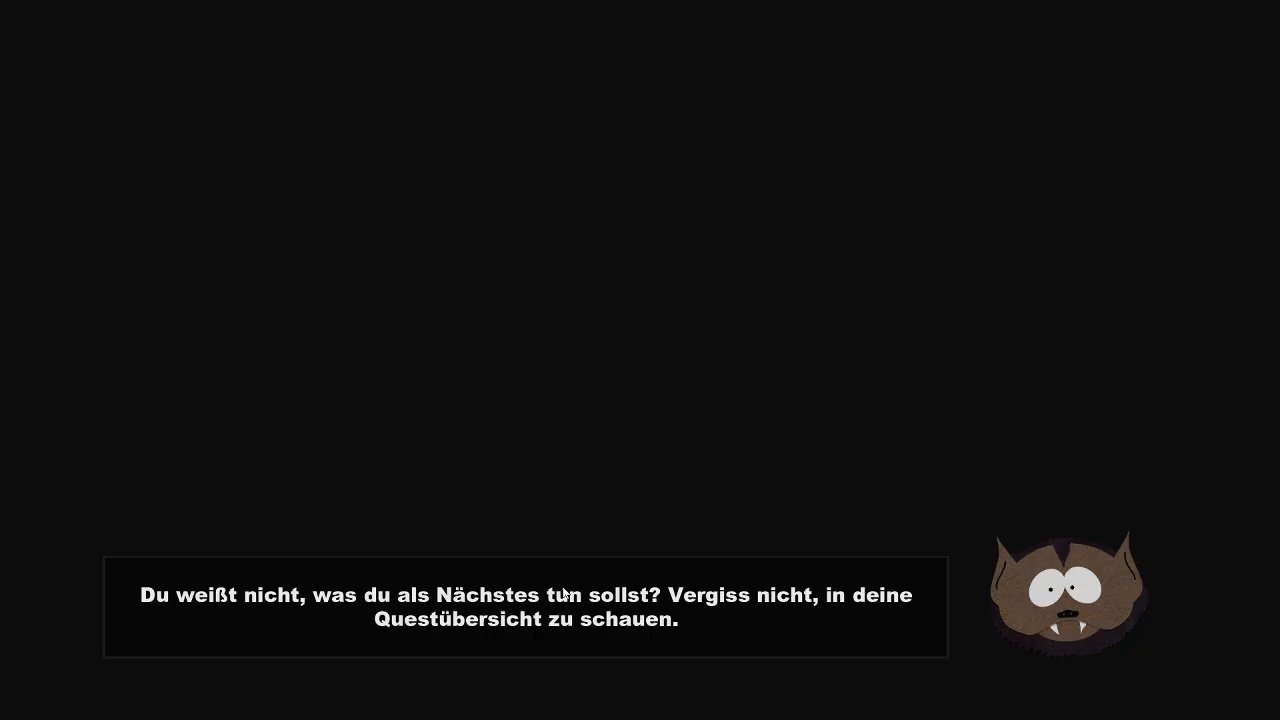 Du weißt nicht, was du als Nächstes tun sollst? Vergiss nicht, in deine
Questübersicht zu schauen.